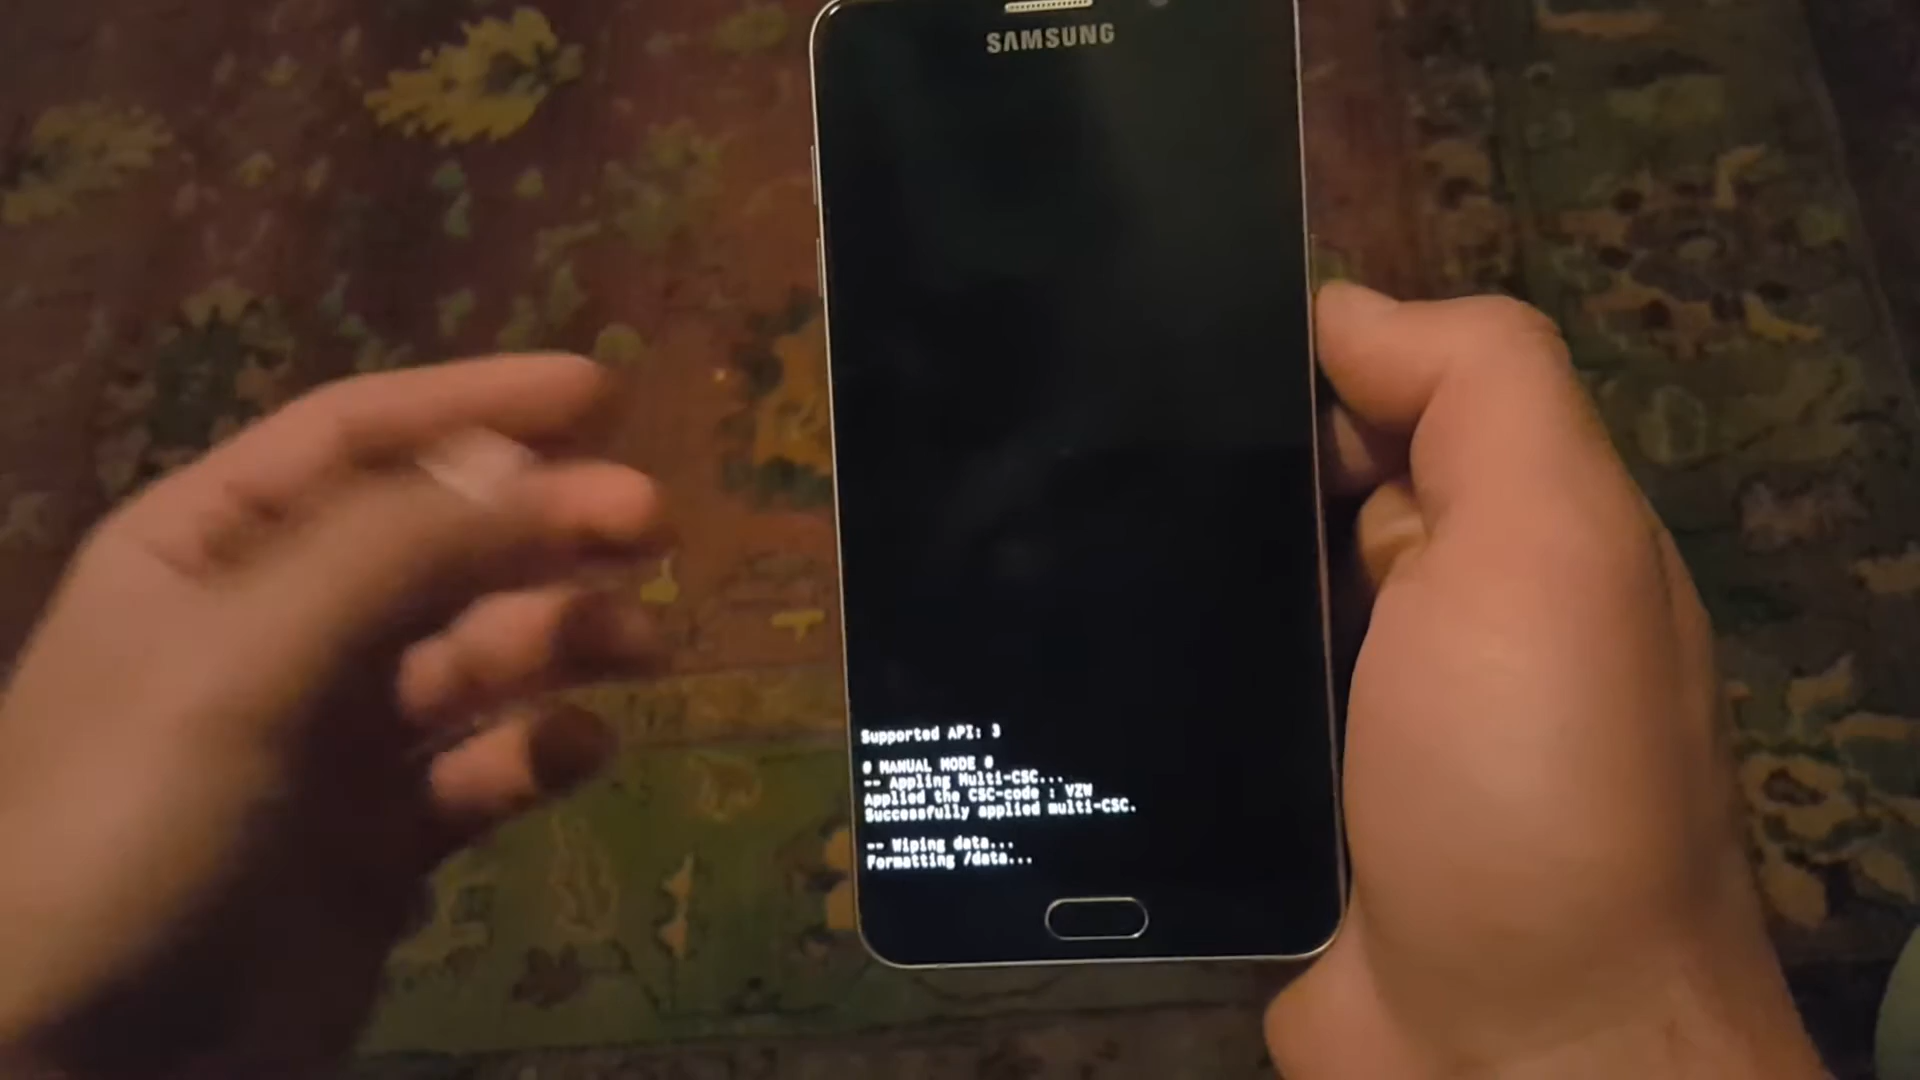 SAMSUNG
Supported API: 3
# MANUAL MODE #
-- Appling Multi-CSC...
Applied the CSC-code : VZW
Successfully applied multi-CSC.
-- Wiping data...
Formatting /data...